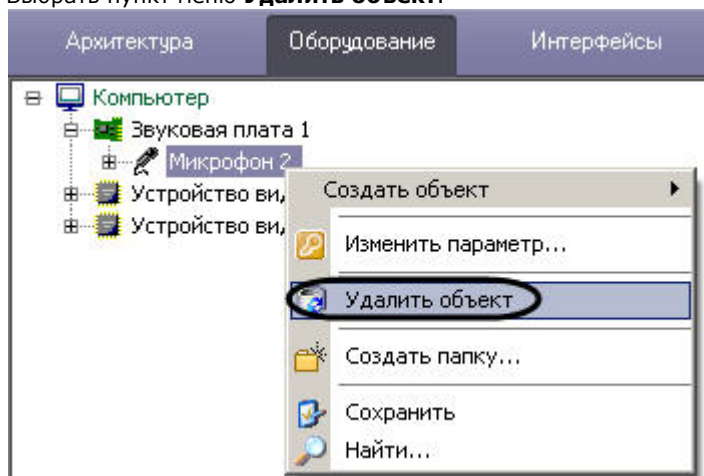 Выбрать пункт меню Удалить объект.
Архитектура Оборудование Интерфейсы
Компьютер
Звуковая плата 1
Микрофон 2
Устройство ви
Устройство ви
Создать объект
Изменить параметр...
Удалить объект
Создать папку...
Сохранить
Найти...